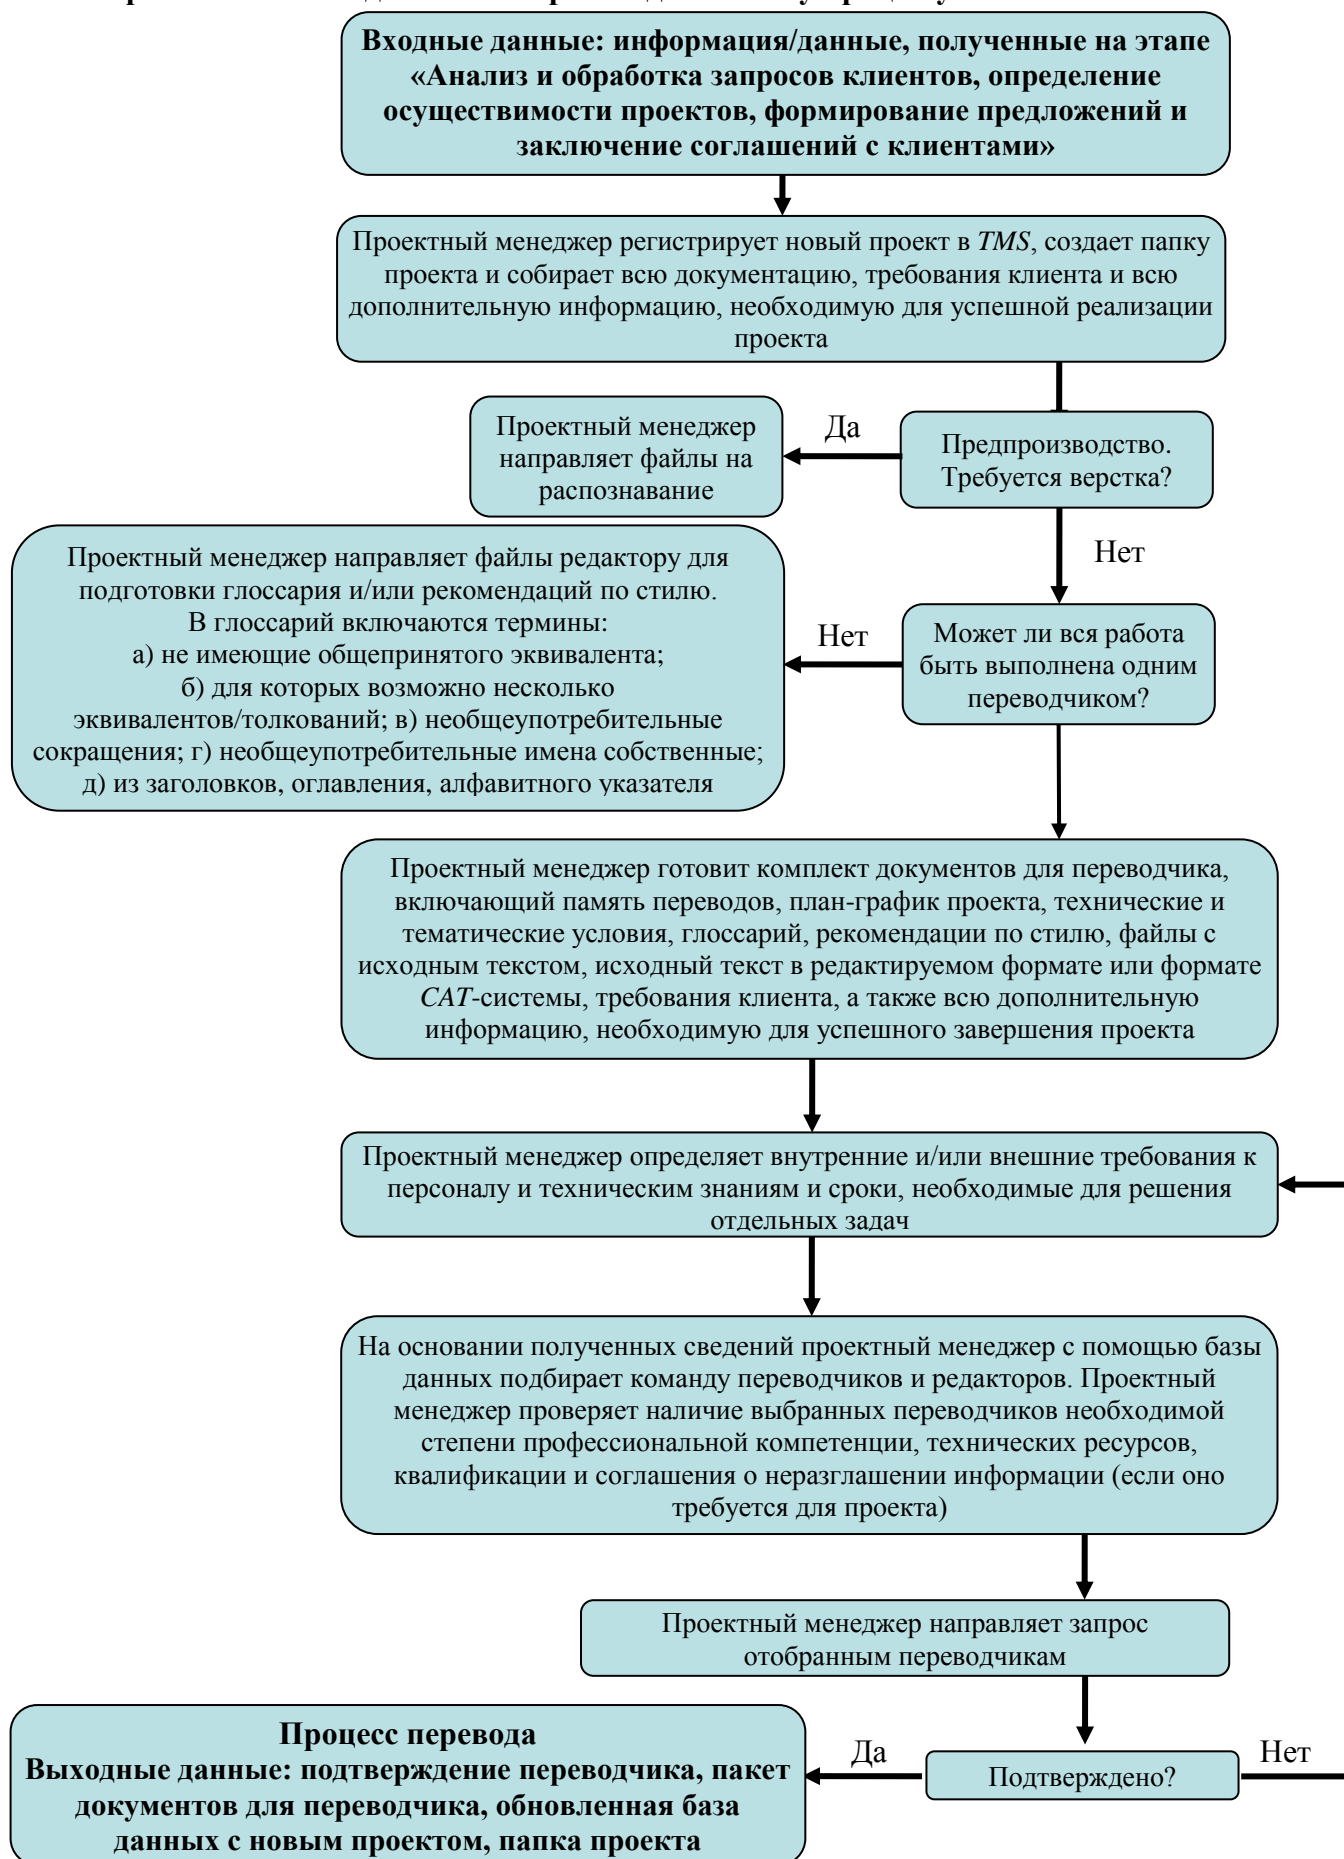 Входные данные: информация/данные, полученные на этапе
«Анализ и обработка запросов клиентов, определение
осуществимости проектов, формирование предложений и
заключение соглашений с клиентами»
Проектный менеджер регистрирует новый проект в TMS, создает папку
проекта и собирает всю документацию, требования клиента и всю
дополнительную информацию, необходимую для успешной реализации
проекта
Проектный менеджер
направляет файлы на
распознавание
Да
Предпроизводство.
Требуется верстка?
Нет
Проектный менеджер направляет файлы редактору для
подготовки глоссария и/или рекомендаций по стилю.
В глоссарий включаются термины:
а) не имеющие общепринятого эквивалента;
б) для которых возможно несколько
эквивалентов/толкований; в) необщеупотребительные
сокращения; г) необщеупотребительные имена собственные;
д) из заголовков, оглавления, алфавитного указателя
Нет
Может ли вся работа
быть выполнена одним
переводчиком?
Проектный менеджер готовит комплект документов для переводчика,
включающий память переводов, план-график проекта, технические и
тематические условия, глоссарий, рекомендации по стилю, файлы с
исходным текстом, исходный текст в редактируемом формате или формате
CAT-системы, требования клиента, а также всю дополнительную
информацию, необходимую для успешного завершения проекта
Проектный менеджер определяет внутренние и/или внешние требования к
персоналу и техническим знаниям и сроки, необходимые для решения
отдельных задач
На основании полученных сведений проектный менеджер с помощью базы
данных подбирает команду переводчиков и редакторов. Проектный
менеджер проверяет наличие выбранных переводчиков необходимой
степени профессиональной компетенции, технических ресурсов,
квалификации и соглашения о неразглашении информации (если оно
требуется для проекта)
Проектный менеджер направляет запрос
отобранным переводчикам
Процесс перевода
Выходные данные: подтверждение переводчика, пакет
документов для переводчика, обновленная база
данных с новым проектом, папка проекта
Да
Подтверждено?
Нет